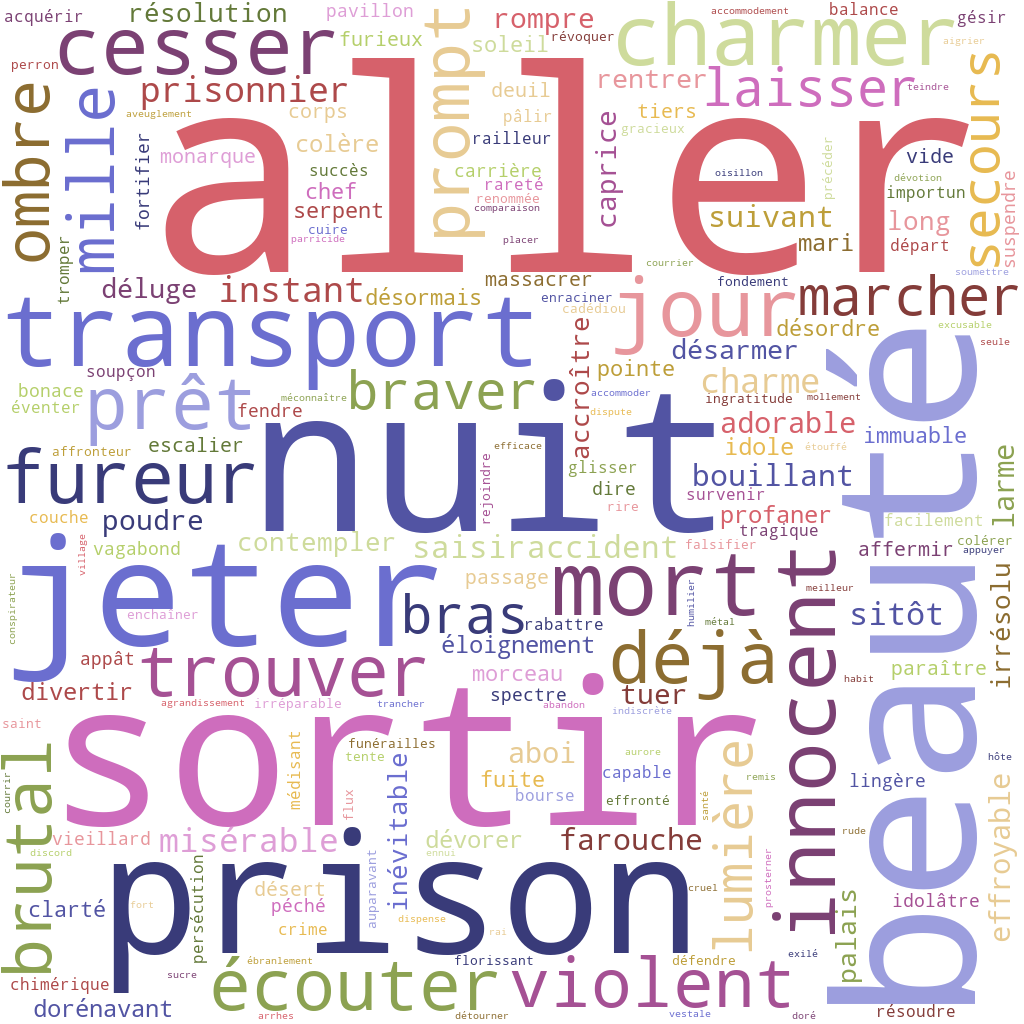 acquérir
résolution
pavillon
rompre
charmer
accommodement
balance
gésir
cesser
furieux
prompt
soleil
révoquer
aigrier
perron
prisonnier
deuil
rentrer
laisser
teindre
secours
ombre
mille
aveuglement
corps
pâlir
tiers
caprice
gracieux
aller
fortifier
monarque
colère
railleur
précéder
vide
succès
carrière
oisillon
dévotion
chef
rareté
renommée
importun
serpent
comparaison
suivant
long
suspendre
cuire
parricide
placer
mari
départ
tromper
courrier
déluge
instant
désormais
massacrer
enraciner
cadédiou
fondement
soumettre
jour
marcher
transport
désordre
excusable
accroître
désarmer
seule
soupçon
pointe
bonace
prêt
méconnaître
braver
accommoder
charme
ingratitude
mollement
éventer
fendre
dispute
nuit
adorable
beauté
affronteur
escalier
efficace
idole
étouffé
immuable
fureur
glisser
bouillant
larme
rejoindre
dire
survenir
couche
poudre
rire
profaner
tragique
facilement
village
vagabond
contempler
saisir
accident
falsifier
affermir
colérer
appuyer
jeter
conspirateur
passage
mort
innocent
meilleur
irrésolu
enchaîner
bras
rabattre
humilier
métal
sitôt
éloignement
déjà
appât
trouver
morceau
paraître
divertir
agrandissement
irréparable
trancher
spectre
abandon
tuer
indiscrète
habit
saint
sortir
médisant
funérailles
tente
aboi
aurore
lumière
hôte
courrir
brutal
flux
inévitable
fuite
capable
remis
lingère
bourse
effronté
santé
effroyable
vieillard
misérable
dévorer
farouche
rude
discord
ennui
prison
persécution
désert
auparavant
cruel
prosterner
clarté
fort
péché
dispense
idolâtre
crime
rai
palais
ébranlement
florissant
défendre
exilé
sucre
chimérique
écouter
violent
dorénavant
arrhes
détourner
vestale
doré
résoudre